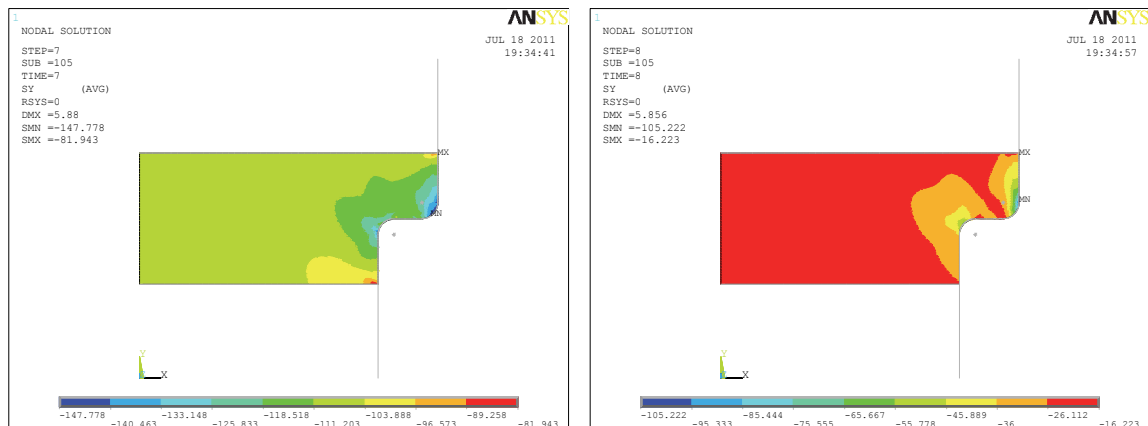 1
ANSYS
NODAL SOLUTION
JUL 18 2011
19:34:41
STEP=7
SUB =105
TIME=7
SY (AVG)
RSYS=0
DMX =5.88
SMN =-147.778
SMX =-81.943
MX
MN
Y
X
-147.778 -133.148 -118.518 -103.888 -89.258
-140.463 -125.833 -111.203 -96.573 -81.943
1
ANSYS
NODAL SOLUTION
JUL 18 2011
19:34:57
STEP=8
SUB =105
TIME=8
SY (AVG)
RSYS=0
DMX =5.856
SMN =-105.222
SMX =-16.223
MX
MN
Y
X
-105.222 -85.444 -65.667 -45.889 -26.112
-95.333 -75.555 -55.778 -36 -16.223